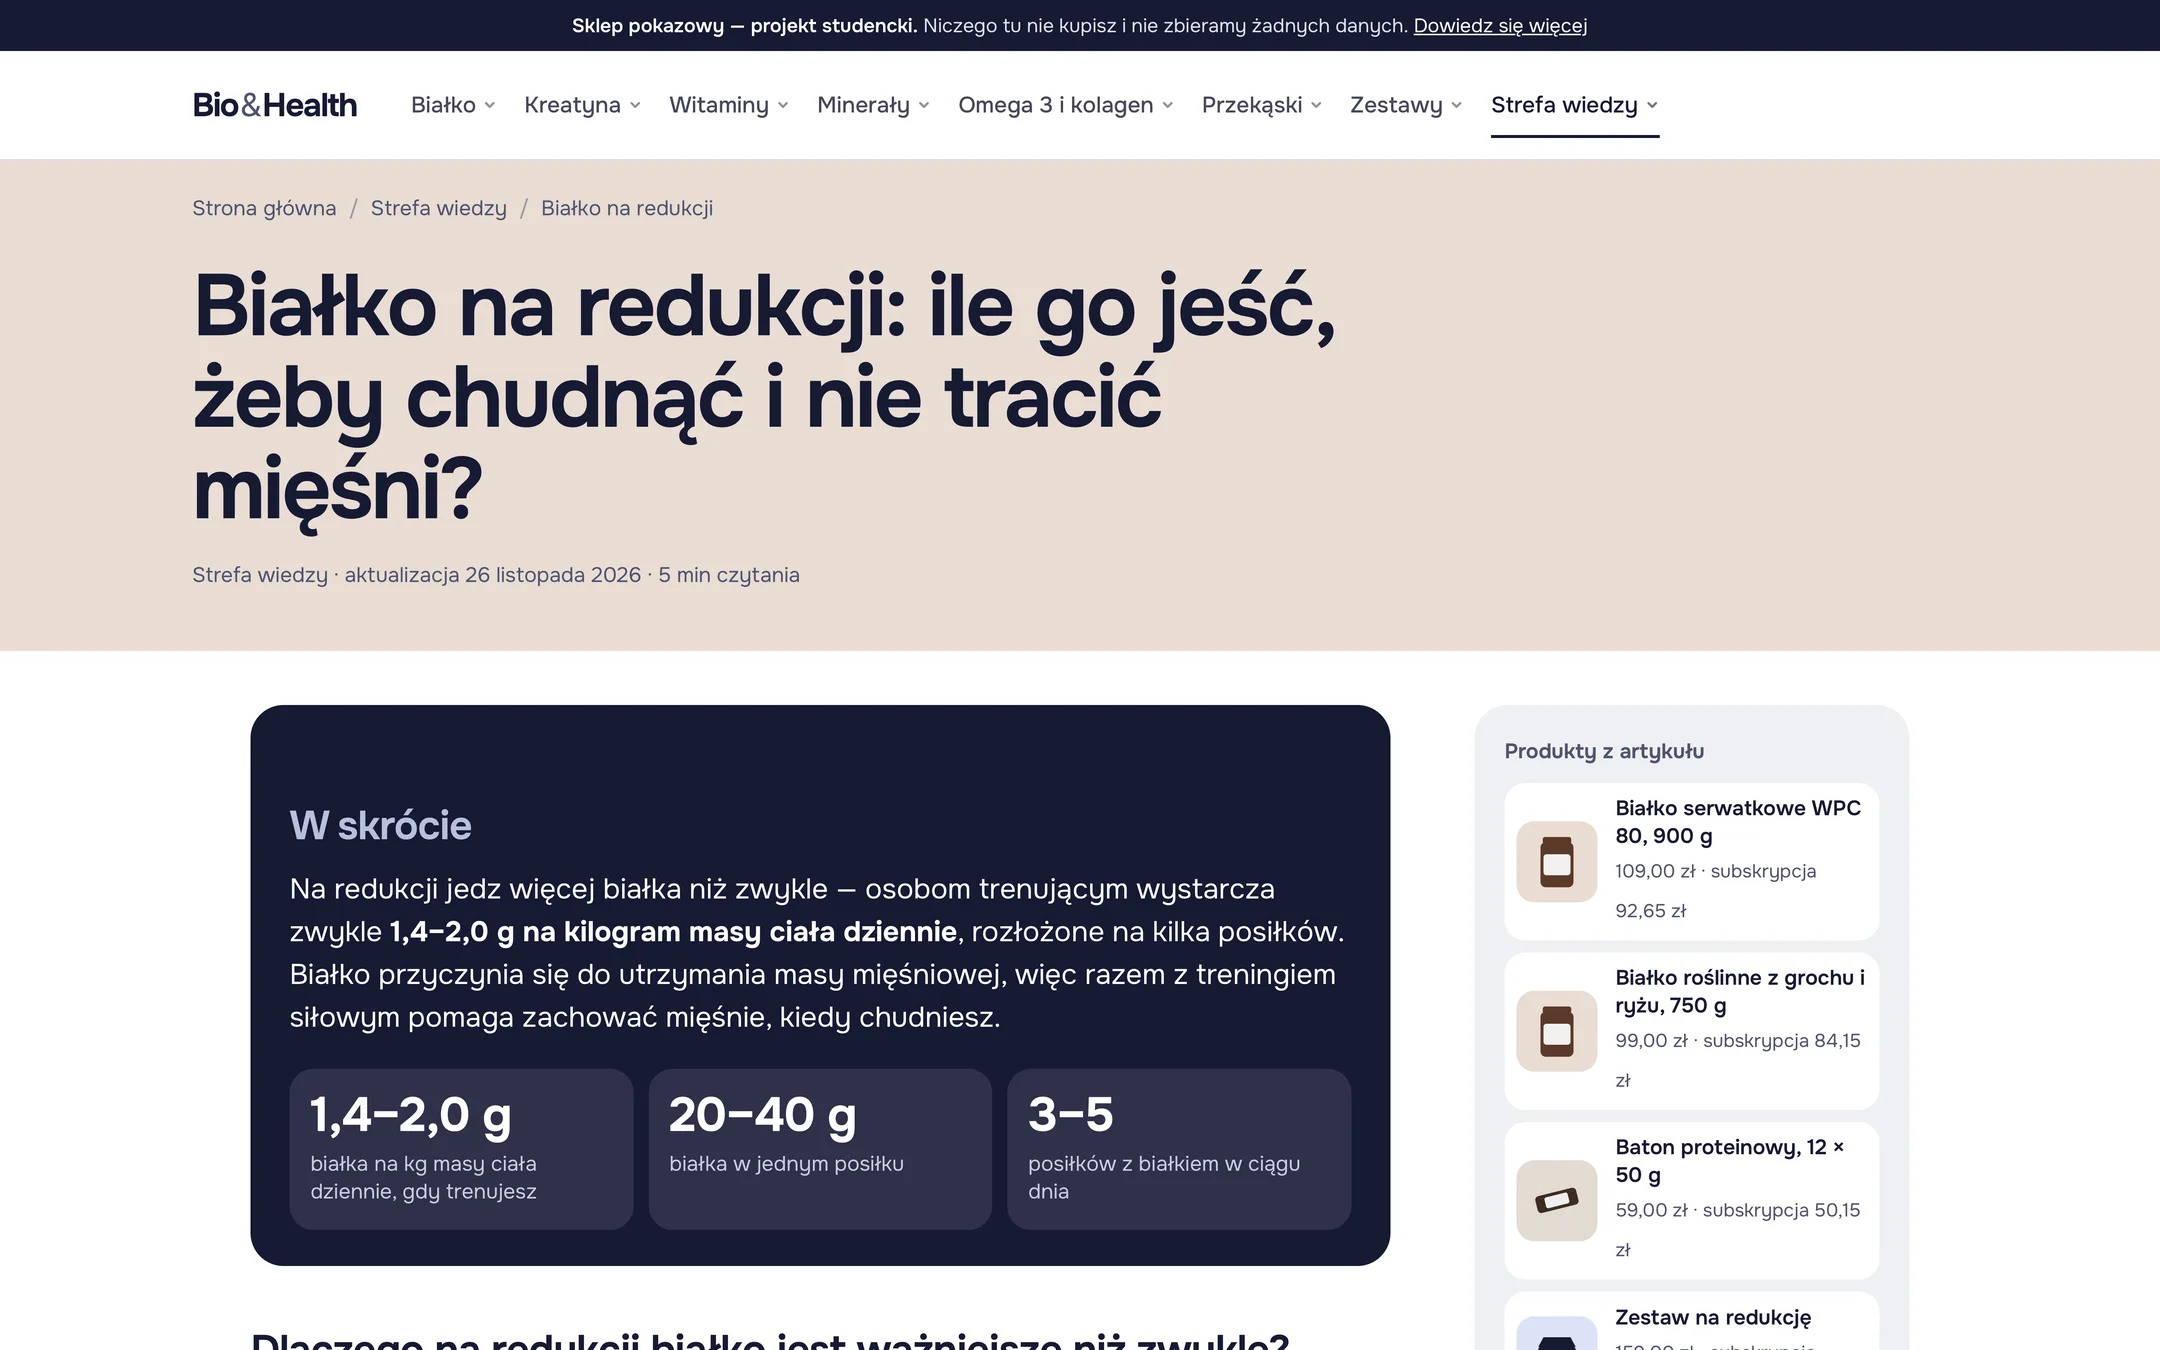 Sklep pokazowy — projekt studencki. Niczego tu nie kupisz i nie zbieramy żadnych danych. Dowiedz się więcej
Bio&Health
Białko
Kreatyna
Witaminy
Minerały
Omega 3 i kolagen
Przekąski
Zestawy
Strefa wiedzy
Strona główna / Strefa wiedzy / Białko na redukcji
Białko na redukcji: ile go jeść,
żeby chudnąć i nie tracić
mięśni?
Strefa wiedzy · aktualizacja 26 listopada 2026 · 5 min czytania
W skrócie
Na redukcji jedz więcej białka niż zwykle — osobom trenującym wystarcza
zwykle 1,4–2,0 g na kilogram masy ciała dziennie, rozłożone na kilka posiłków.
Białko przyczynia się do utrzymania masy mięśniowej, więc razem z treningiem
siłowym pomaga zachować mięśnie, kiedy chudniesz.
1,4–2,0 g
białka na kg masy ciała
dziennie, gdy trenujesz
20–40 g
białka w jednym posiłku
3–5
posiłków z białkiem w ciągu
dnia
Dlaczego na redukcji białko jest ważniejsze niż zwykle?
Produkty z artykułu
Białko serwatkowe WPC
80, 900 g
109,00 zł · subskrypcja
92,65 zł
Białko roślinne z grochu i
ryżu, 750 g
99,00 zł · subskrypcja 84,15
zł
Baton proteinowy, 12 ×
50 g
59,00 zł · subskrypcja 50,15
zł
Zestaw na redukcję